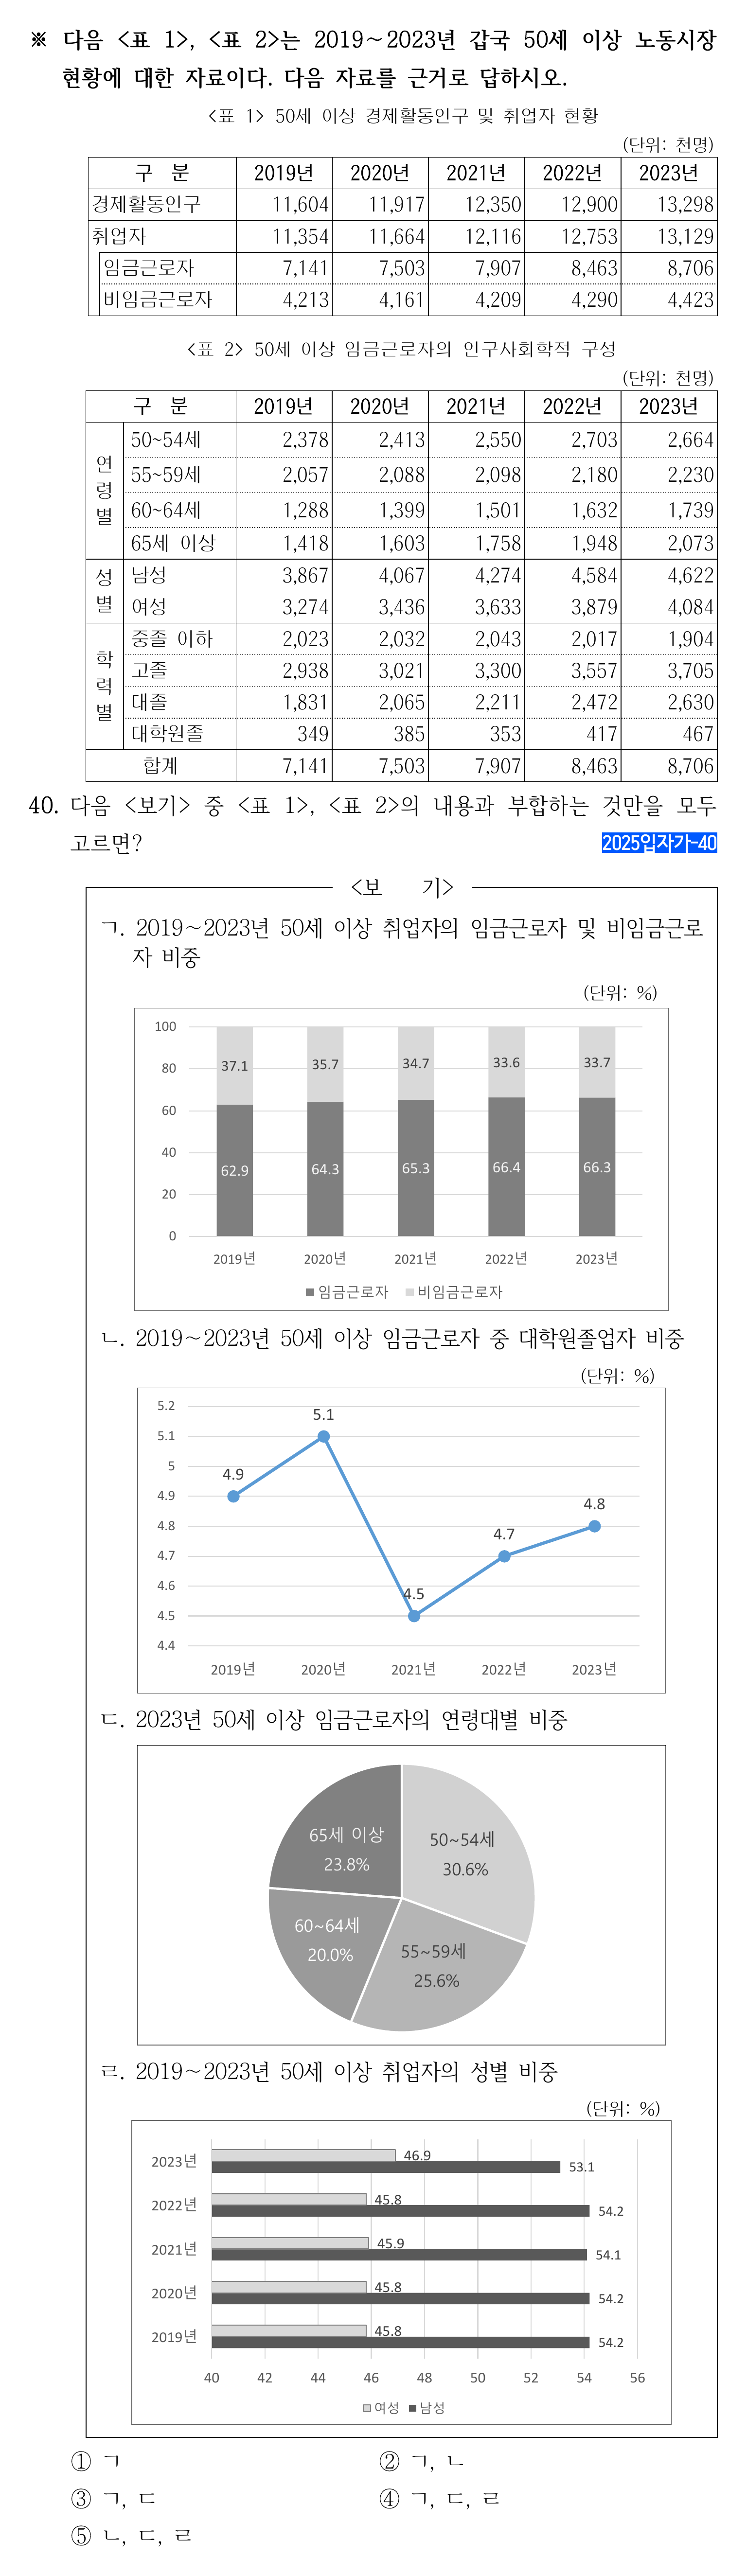 ※ 다음 <표 1>, <표 2>는 2019~2023년 갑국 50세 이상 노동시장
현황에 대한 자료이다. 다음 자료를 근거로 답하시오.
<표 1> 50세 이상 경제활동인구 및 취업자 현황
(단위: 천명)
구 분 2019년 2020년 2021년 2022년 2023년
경제활동인구 11,604 11,917 12,350 12,900 13,298
취업자 11,354 11,664 12,116 12,753 13,129
임금근로자 7,141 7,503 7,907 8,463 8,706
비임금근로자 4,213 4,161 4,209 4,290 4,423
<표 2> 50세 이상 임금근로자의 인구사회학적 구성
(단위: 천명)
구 분 2019년 2020년 2021년 2022년 2023년
연령별
50~54세 2,378 2,413 2,550 2,703 2,664
55~59세 2,057 2,088 2,098 2,180 2,230
60~64세 1,288 1,399 1,501 1,632 1,739
65세 이상 1,418 1,603 1,758 1,948 2,073
성별
남성 3,867 4,067 4,274 4,584 4,622
여성 3,274 3,436 3,633 3,879 4,084
학력별
중졸 이하 2,023 2,032 2,043 2,017 1,904
고졸 2,938 3,021 3,300 3,557 3,705
대졸 1,831 2,065 2,211 2,472 2,630
대학원졸 349 385 353 417 467
합계 7,141 7,503 7,907 8,463 8,706
40. 다음 <보기> 중 <표 1>, <표 2>의 내용과 부합하는 것만을 모두
고르면? 2025입자가-40
<보 기>
ㄱ. 2019~2023년 50세 이상 취업자의 임금근로자 및 비임금근로
자 비중
(단위: %)
100
37.1 35.7 34.7 33.6 33.7
80
60
40
62.9 64.3 65.3 66.4 66.3
20
0
2019년 2020년 2021년 2022년 2023년
임금근로자 비임금근로자
ㄴ. 2019~2023년 50세 이상 임금근로자 중 대학원졸업자 비중
(단위: %)
5.2
5.1
5.1
5
4.9
4.9
4.8
4.8
4.7
4.7
4.6
4.5
4.5
4.4
2019년 2020년 2021년 2022년 2023년
ㄷ. 2023년 50세 이상 임금근로자의 연령대별 비중
65세 이상
23.8%
50~54세
30.6%
60~64세
20.0%
55~59세
25.6%
ㄹ. 2019~2023년 50세 이상 취업자의 성별 비중
(단위: %)
2023년 46.9
53.1
2022년 45.8
54.2
2021년 45.9
54.1
2020년 45.8
54.2
2019년 45.8
54.2
40 42 44 46 48 50 52 54 56
여성 남성
① ㄱ ② ㄱ, ㄴ
③ ㄱ, ㄷ ④ ㄱ, ㄷ, ㄹ
⑤ ㄴ, ㄷ, ㄹ